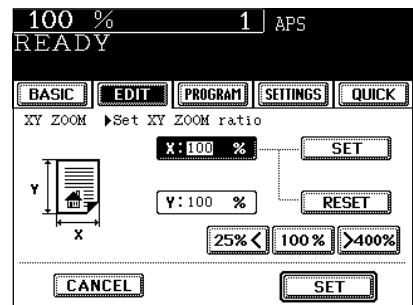 100 % 1 APS
READY
BASIC EDIT PROGRAM SETTINGS QUICK
XY ZOOM ▶Set XY ZOOM ratio
X:100 % SET
Y
Y:100 % RESET
X
25%< 100% >400%
CANCEL SET